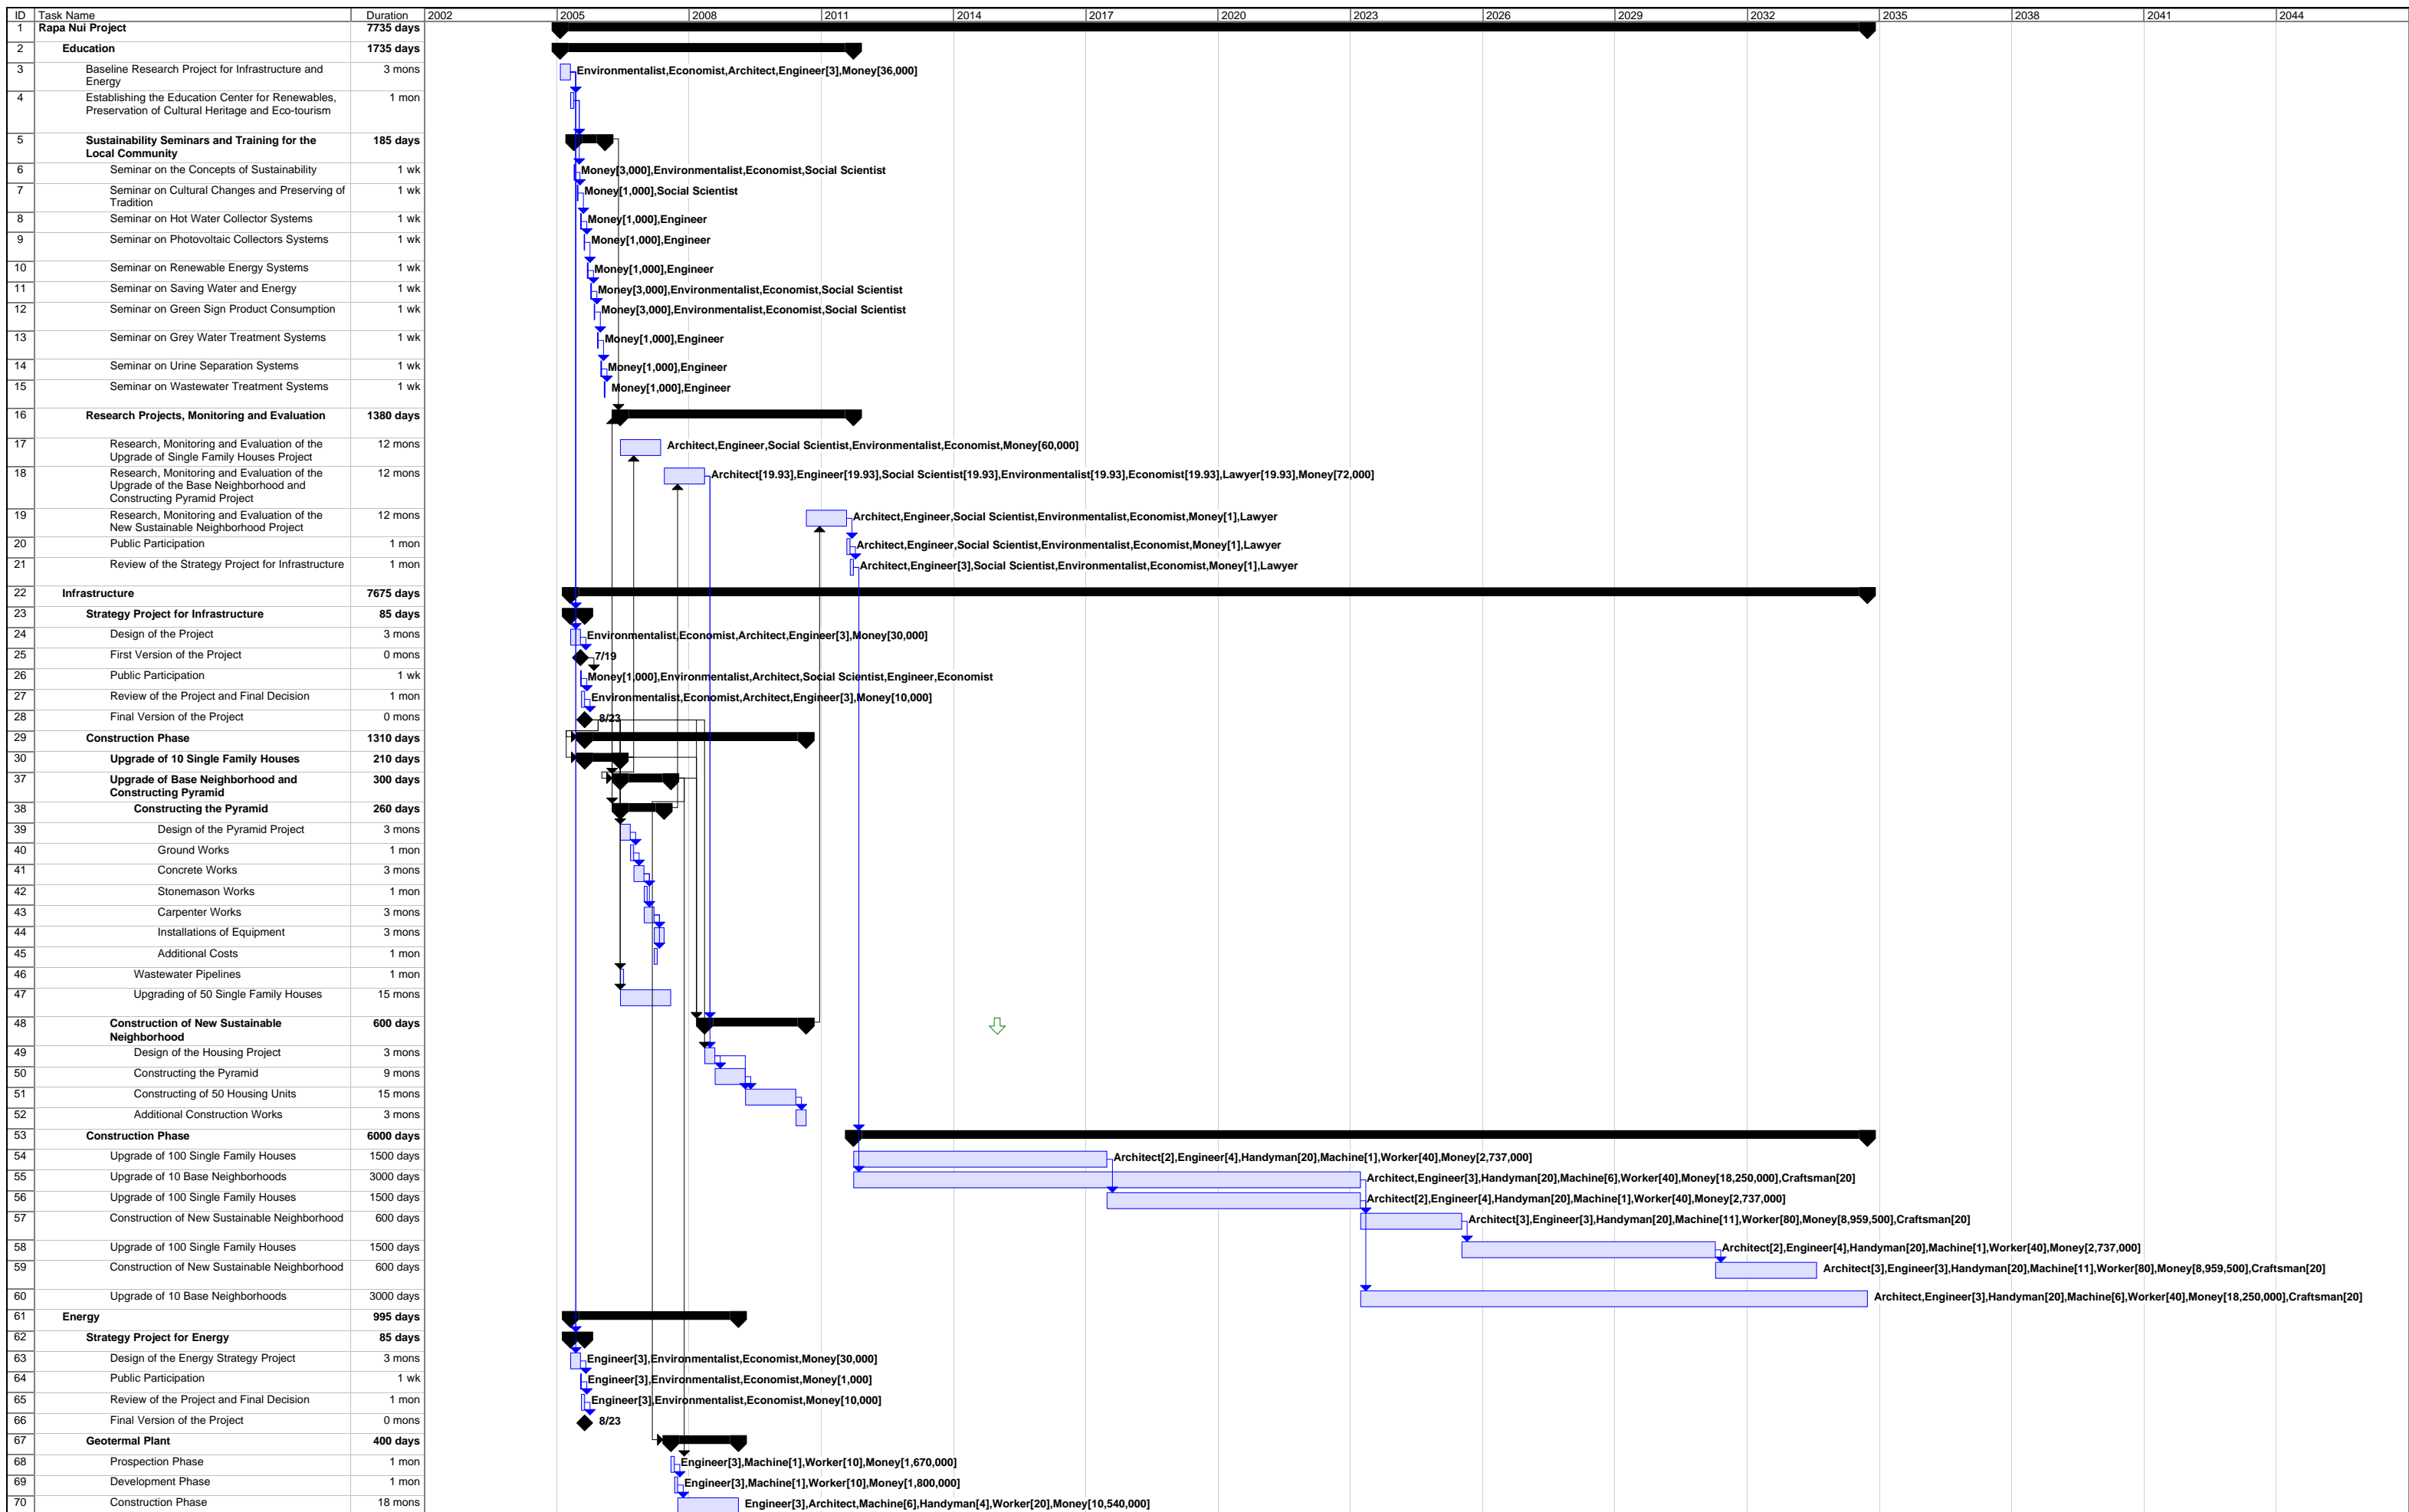 ID Task Name Duration 2002 2005 2008 2011 2014 2017 2020 2023 2026 2029 2032 2035 2038 2041 2044
1 Rapa Nui Project 7735 days
2 Education 1735 days
3 Baseline Research Project for Infrastructure and 3 mons Environmentalist,Economist,Architect,Engineer[3],Money[36,000]
Energy
4 Establishing the Education Center for Renewables, 1 mon
Preservation of Cultural Heritage and Eco-tourism
5 Sustainability Seminars and Training for the 185 days
Local Community
6 Seminar on the Concepts of Sustainability 1 wk Money[3,000],Environmentalist,Economist,Social Scientist
7 Seminar on Cultural Changes and Preserving of 1 wk Money[1,000],Social Scientist
Tradition
8 Seminar on Hot Water Collector Systems 1 wk Money[1,000],Engineer
9 Seminar on Photovoltaic Collectors Systems 1 wk Money[1,000],Engineer
10 Seminar on Renewable Energy Systems 1 wk Money[1,000],Engineer
11 Seminar on Saving Water and Energy 1 wk Money[3,000],Environmentalist,Economist,Social Scientist
12 Seminar on Green Sign Product Consumption 1 wk Money[3,000],Environmentalist,Economist,Social Scientist
13 Seminar on Grey Water Treatment Systems 1 wk Money[1,000],Engineer
14 Seminar on Urine Separation Systems 1 wk Money[1,000],Engineer
15 Seminar on Wastewater Treatment Systems 1 wk Money[1,000],Engineer
16 Research Projects, Monitoring and Evaluation 1380 days
17 Research, Monitoring and Evaluation of the 12 mons Architect,Engineer,Social Scientist,Environmentalist,Economist,Money[60,000]
Upgrade of Single Family Houses Project
18 Research, Monitoring and Evaluation of the 12 mons Architect[19.93],Engineer[19.93],Social Scientist[19.93],Environmentalist[19.93],Economist[19.93],Lawyer[19.93],Money[72,000]
Upgrade of the Base Neighborhood and
Constructing Pyramid Project
19 Research, Monitoring and Evaluation of the 12 mons Architect,Engineer,Social Scientist,Environmentalist,Economist,Money[1],Lawyer
New Sustainable Neighborhood Project
20 Public Participation 1 mon Architect,Engineer,Social Scientist,Environmentalist,Economist,Money[1],Lawyer
21 Review of the Strategy Project for Infrastructure 1 mon Architect,Engineer[3],Social Scientist,Environmentalist,Economist,Money[1],Lawyer
22 Infrastructure 7675 days
23 Strategy Project for Infrastructure 85 days
24 Design of the Project 3 mons Environmentalist,Economist,Architect,Engineer[3],Money[30,000]
25 First Version of the Project 0 mons 7/19
26 Public Participation 1 wk Money[1,000],Environmentalist,Architect,Social Scientist,Engineer,Economist
27 Review of the Project and Final Decision 1 mon Environmentalist,Economist,Architect,Engineer[3],Money[10,000]
28 Final Version of the Project 0 mons 8/23
29 Construction Phase 1310 days
30 Upgrade of 10 Single Family Houses 210 days
37 Upgrade of Base Neighborhood and 300 days
Constructing Pyramid
38 Constructing the Pyramid 260 days
39 Design of the Pyramid Project 3 mons
40 Ground Works 1 mon
41 Concrete Works 3 mons
42 Stonemason Works 1 mon
43 Carpenter Works 3 mons
44 Installations of Equipment 3 mons
45 Additional Costs 1 mon
46 Wastewater Pipelines 1 mon
47 Upgrading of 50 Single Family Houses 15 mons
48 Construction of New Sustainable 600 days
Neighborhood
49 Design of the Housing Project 3 mons
50 Constructing the Pyramid 9 mons
51 Constructing of 50 Housing Units 15 mons
52 Additional Construction Works 3 mons
53 Construction Phase 6000 days
54 Upgrade of 100 Single Family Houses 1500 days Architect[2],Engineer[4],Handyman[20],Machine[1],Worker[40],Money[2,737,000]
55 Upgrade of 10 Base Neighborhoods 3000 days Architect,Engineer[3],Handyman[20],Machine[6],Worker[40],Money[18,250,000],Craftsman[20]
56 Upgrade of 100 Single Family Houses 1500 days Architect[2],Engineer[4],Handyman[20],Machine[1],Worker[40],Money[2,737,000]
57 Construction of New Sustainable Neighborhood 600 days Architect[3],Engineer[3],Handyman[20],Machine[11],Worker[80],Money[8,959,500],Craftsman[20]
58 Upgrade of 100 Single Family Houses 1500 days Architect[2],Engineer[4],Handyman[20],Machine[1],Worker[40],Money[2,737,000]
59 Construction of New Sustainable Neighborhood 600 days Architect[3],Engineer[3],Handyman[20],Machine[11],Worker[80],Money[8,959,500],Craftsman[20]
60 Upgrade of 10 Base Neighborhoods 3000 days Architect,Engineer[3],Handyman[20],Machine[6],Worker[40],Money[18,250,000],Craftsman[20]
61 Energy 995 days
62 Strategy Project for Energy 85 days
63 Design of the Energy Strategy Project 3 mons Engineer[3],Environmentalist,Economist,Money[30,000]
64 Public Participation 1 wk Engineer[3],Environmentalist,Economist,Money[1,000]
65 Review of the Project and Final Decision 1 mon Engineer[3],Environmentalist,Economist,Money[10,000]
66 Final Version of the Project 0 mons 8/23
67 Geotermal Plant 400 days
68 Prospection Phase 1 mon Engineer[3],Machine[1],Worker[10],Money[1,670,000]
69 Development Phase 1 mon Engineer[3],Machine[1],Worker[10],Money[1,800,000]
70 Construction Phase 18 mons Engineer[3],Architect,Machine[6],Handyman[4],Worker[20],Money[10,540,000]